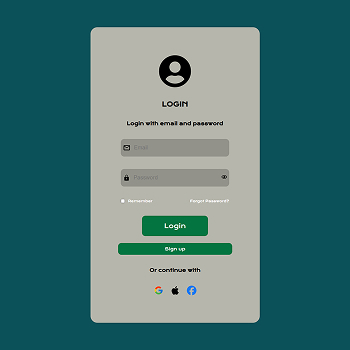 LOGIN
Login with email and password
Email
Password
Remember
Forgot Password?
Login
Sign up
Or continue with